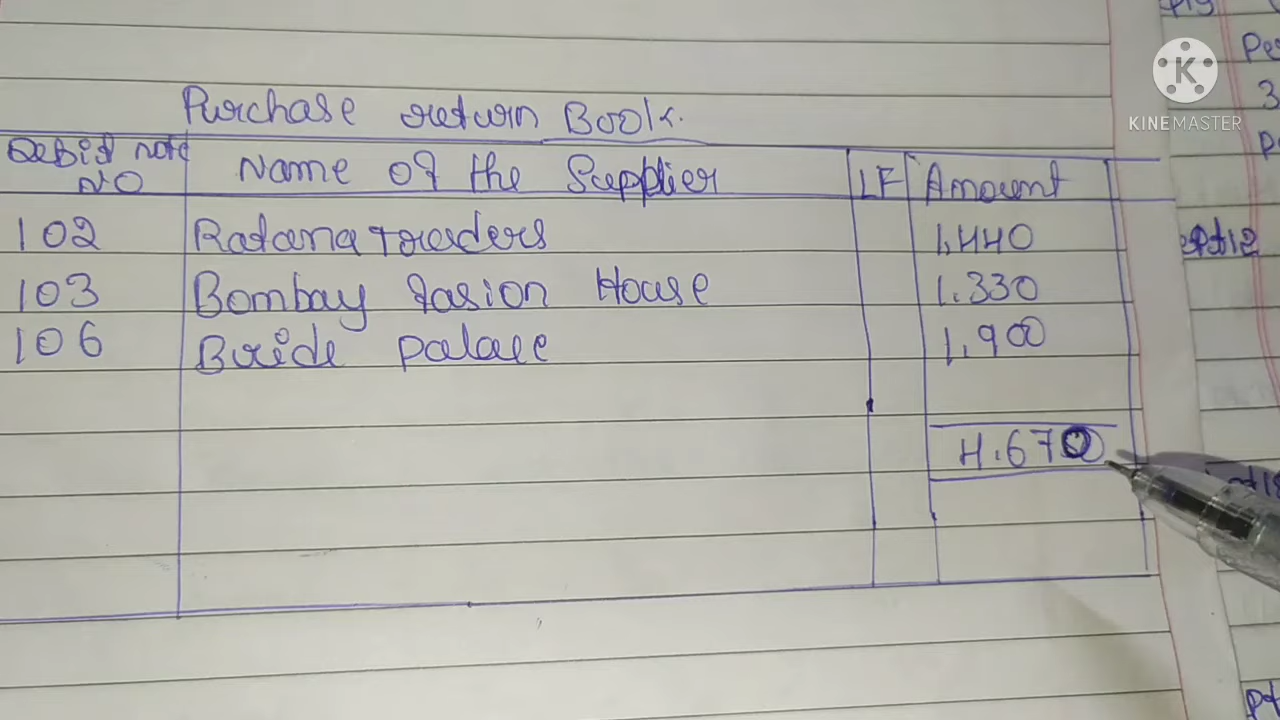 Purchase return Book.
Debit note NO
Name of the Supplier
LF
Amount
102 Ratana Traders 1,440
103 Bombay fasion House 1.330
106 Bride palace 1,900
4.670
K
KINEMASTER